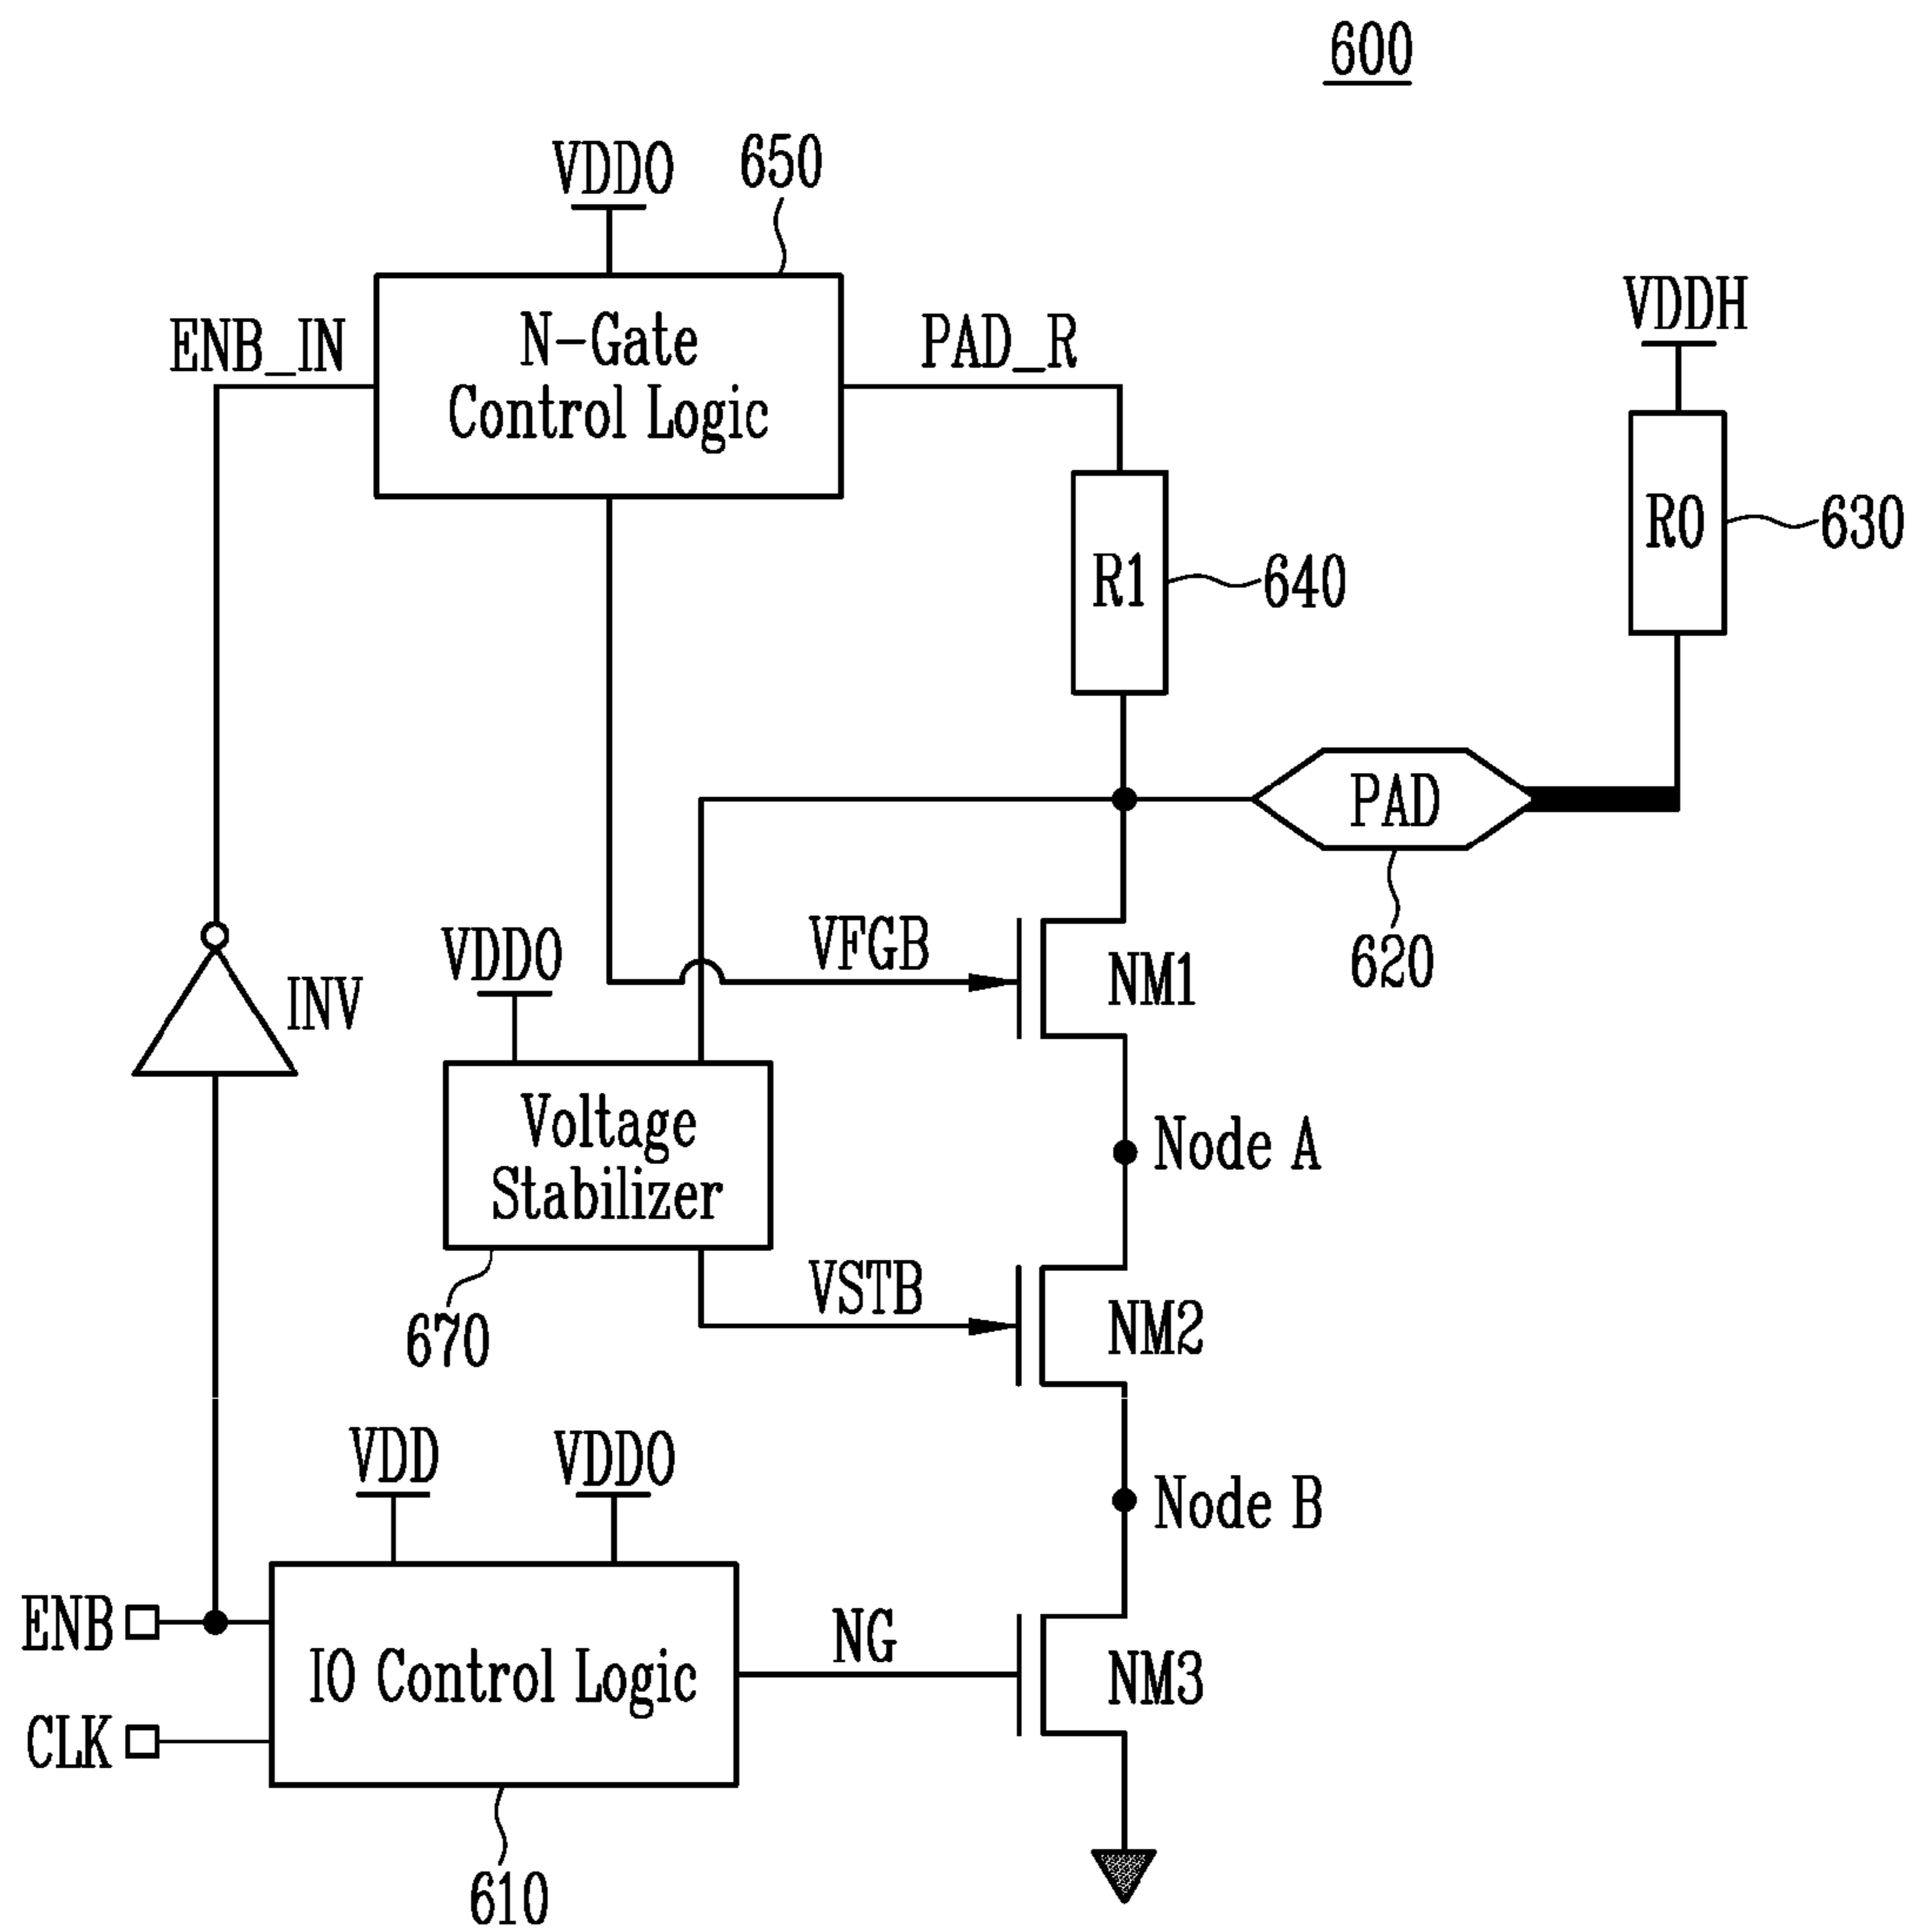 600
VDDO
650
ENB_IN
N-Gate
Control Logic
PAD_R
VDDH
R0
630
R1
640
PAD
620
INV
VDDO
VFGB
NM1
Voltage
Stabilizer
Node A
670
VSTB
NM2
VDD
VDDO
Node B
ENB
CLK
IO Control Logic
NG
NM3
610